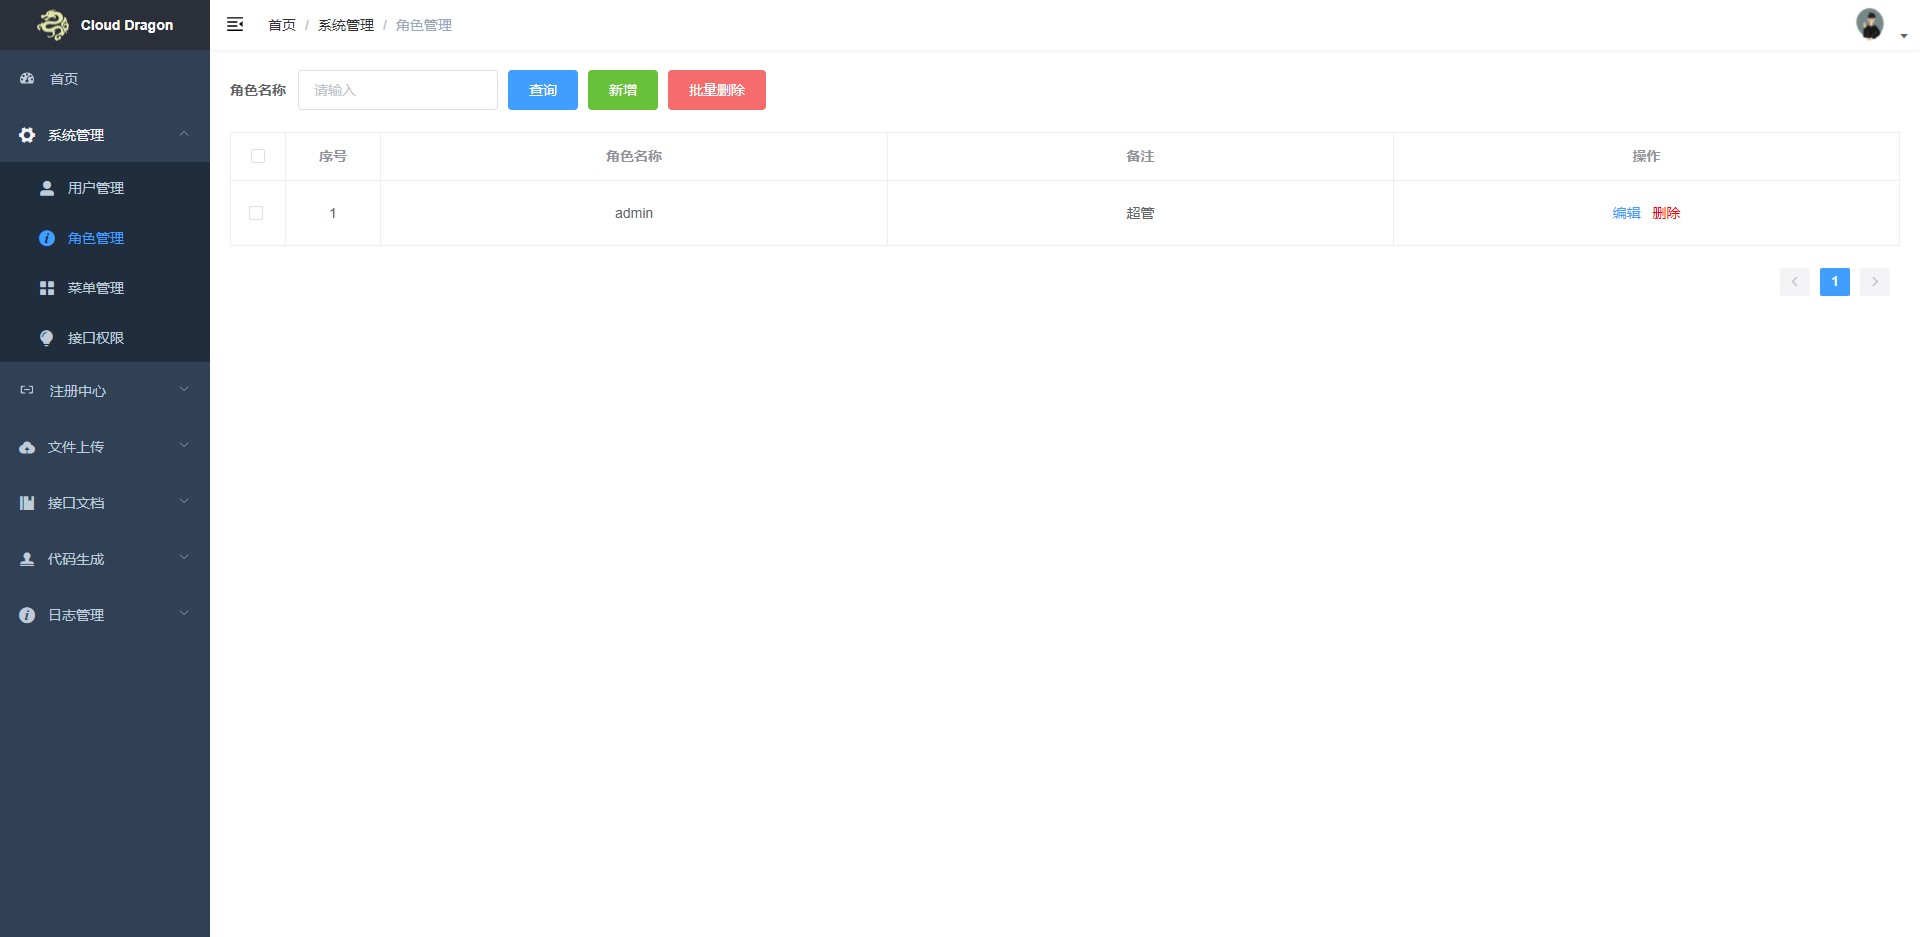 Cloud Dragon
首页 / 系统管理 / 角色管理
首页
系统管理
用户管理
角色管理
菜单管理
接口权限
注册中心
文件上传
接口文档
代码生成
日志管理
角色名称 请输入 查询 新增 批量删除
序号 角色名称 备注 操作
1 admin 超管 编辑 删除
1